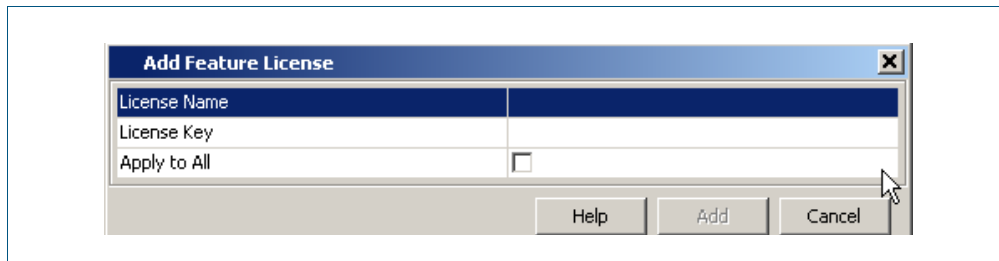 Add Feature License
License Name
License Key
Apply to All
Help Add Cancel